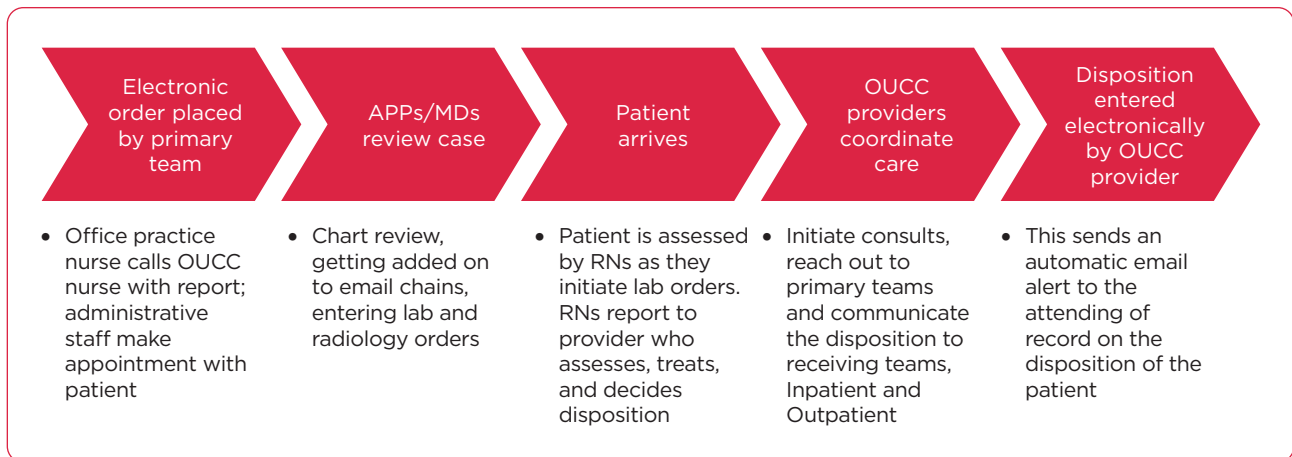 Electronic
order placed
by primary
team
APPs/MDs
review case
Patient
arrives
OUCC
providers
coordinate
care
Disposition
entered
electronically
by OUCC
provider
• Office practice
nurse calls OUCC
nurse with report;
administrative
staff make
appointment with
patient
• Chart review,
getting added on
to email chains,
entering lab and
radiology orders
• Patient is assessed
by RNs as they
initiate lab orders.
RNs report to
provider who
assesses, treats,
and decides
disposition
• Initiate consults,
reach out to
primary teams
and communicate
the disposition to
receiving teams,
Inpatient and
Outpatient
• This sends an
automatic email
alert to the
attending of
record on the
disposition of the
patient